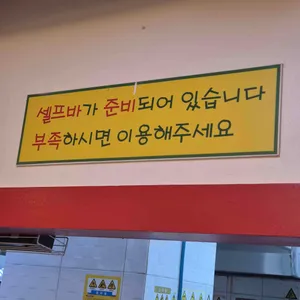 셀프바가 준비되어 있습니다
부족하시면 이용해주세요